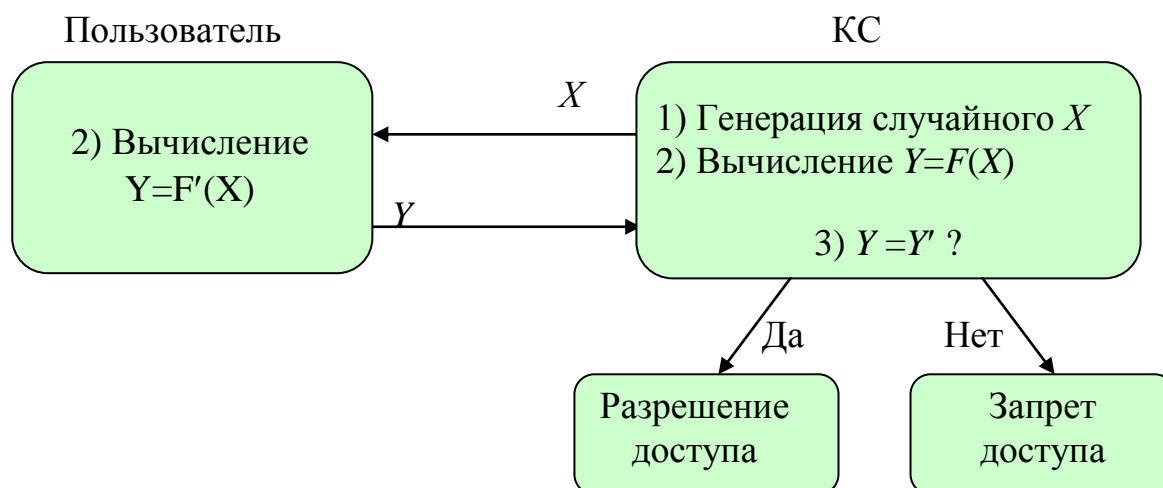 Пользователь
КС
2) Вычисление
Y=F′(X)
X
Y
1) Генерация случайного X
2) Вычисление Y=F(X)
3) Y =Y′ ?
Да
Нет
Разрешение
доступа
Запрет
доступа